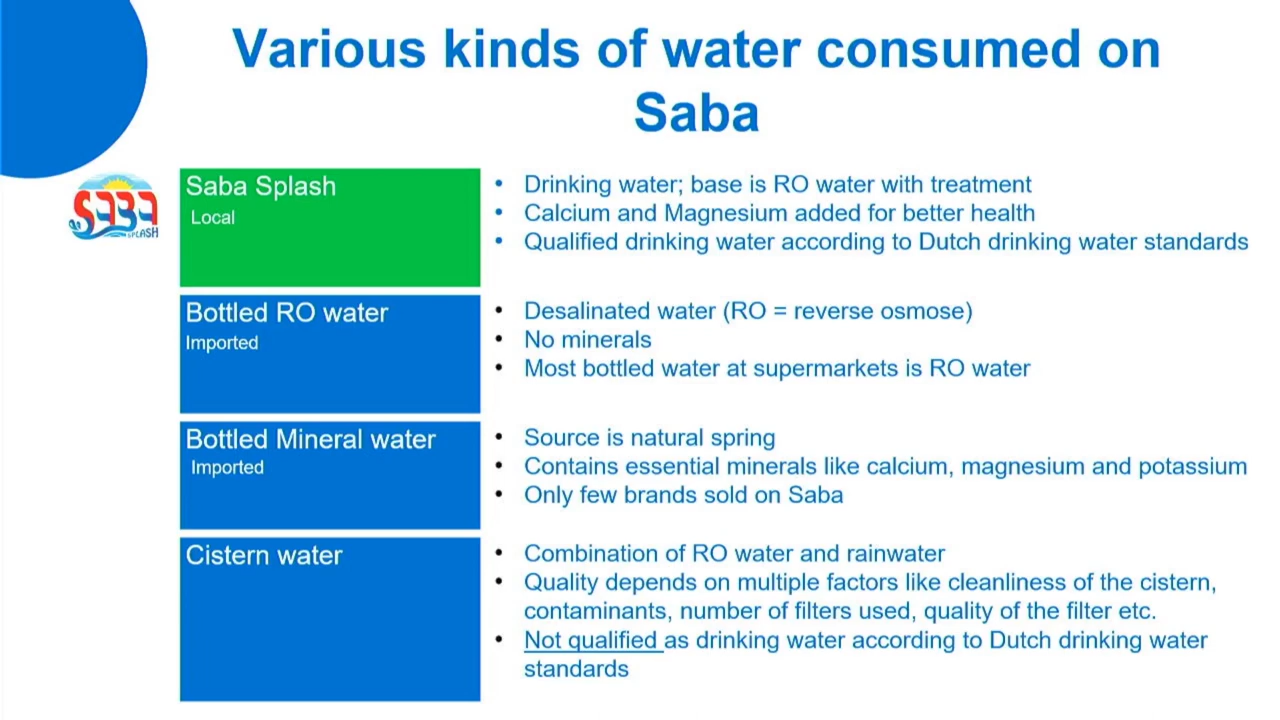 Various kinds of water consumed on
Saba
SABA
SPLASH
Saba Splash
Local
• Drinking water; base is RO water with treatment
• Calcium and Magnesium added for better health
• Qualified drinking water according to Dutch drinking water standards
Bottled RO water
Imported
• Desalinated water (RO = reverse osmose)
• No minerals
• Most bottled water at supermarkets is RO water
Bottled Mineral water
Imported
• Source is natural spring
• Contains essential minerals like calcium, magnesium and potassium
• Only few brands sold on Saba
Cistern water
• Combination of RO water and rainwater
• Quality depends on multiple factors like cleanliness of the cistern,
contaminants, number of filters used, quality of the filter etc.
• Not qualified as drinking water according to Dutch drinking water
standards